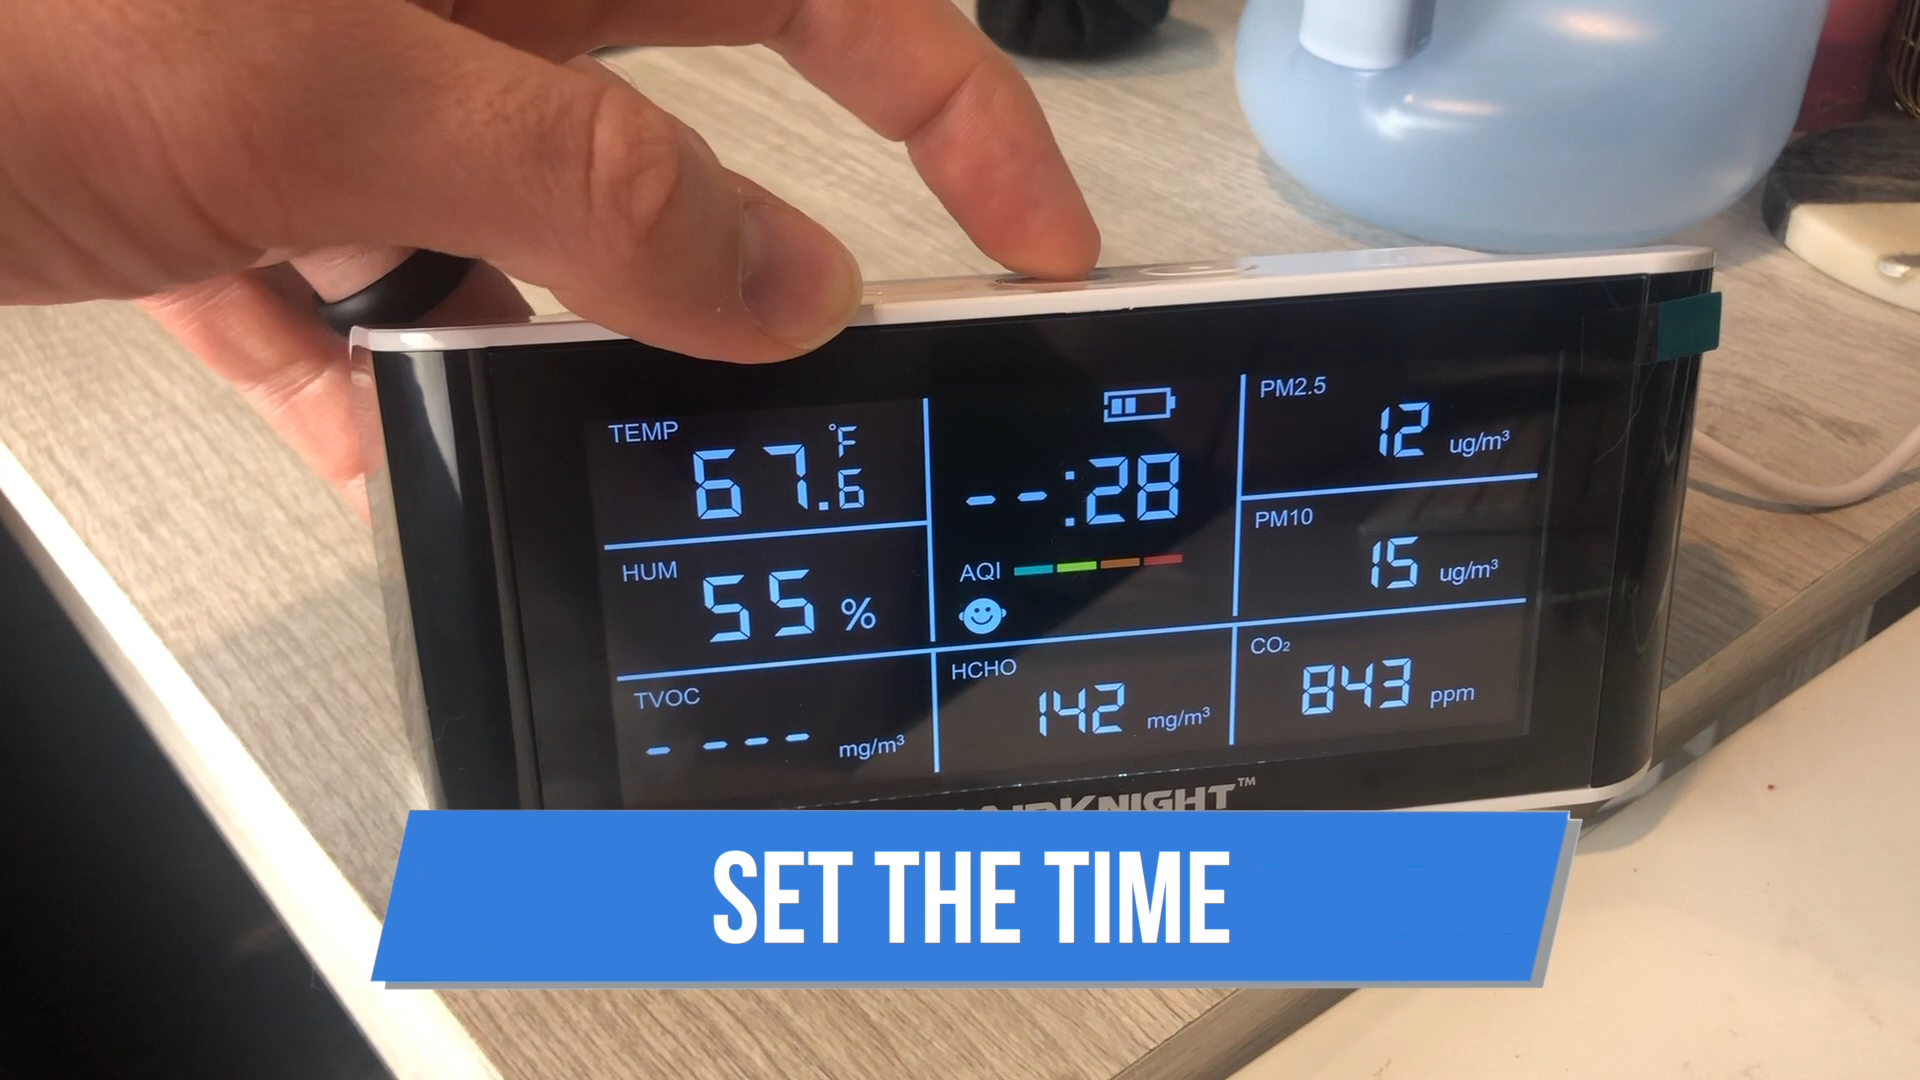 TEMP
67.6 °F
HUM
55 %
TVOC
- - - - mg/m³
--:28
AQI
HCHO
142 mg/m³
PM2.5
12 ug/m³
PM10
15 ug/m³
CO₂
843 ppm
AIRKNIGHT™
SET THE TIME